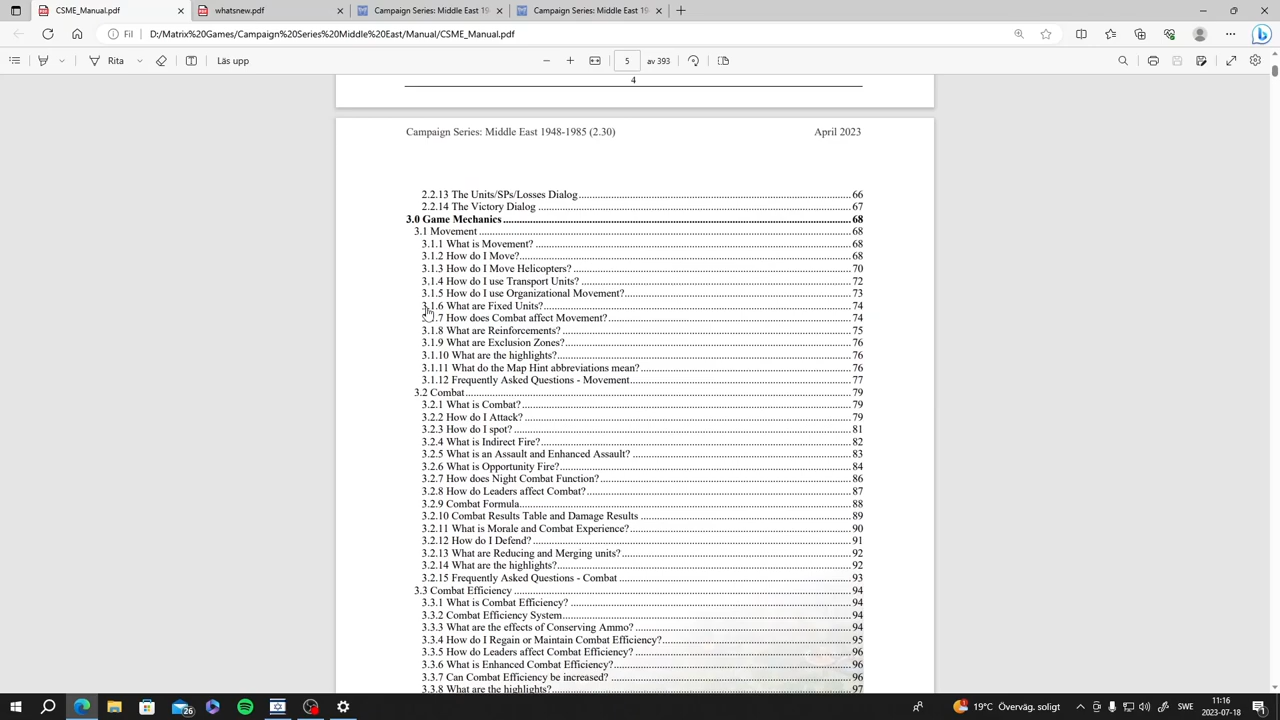 CSME_Manual.pdf
whatsnew.pdf
Campaign Series: Middle East 19
Campaign Series: Middle East 19
Fil
D:/Matrix%20Games/Campaign%20Series%20Middle%20East/Manual/CSME_Manual.pdf
Rita
Läs upp
5
av 393
4
Campaign Series: Middle East 1948-1985 (2.30)
April 2023
2.2.13 The Units/SPs/Losses Dialog 66
2.2.14 The Victory Dialog 67
3.0 Game Mechanics 68
3.1 Movement 68
3.1.1 What is Movement? 68
3.1.2 How do I Move? 68
3.1.3 How do I Move Helicopters? 70
3.1.4 How do I use Transport Units? 72
3.1.5 How do I use Organizational Movement? 73
3.1.6 What are Fixed Units? 74
3.1.7 How does Combat affect Movement? 74
3.1.8 What are Reinforcements? 75
3.1.9 What are Exclusion Zones? 76
3.1.10 What are the highlights? 76
3.1.11 What do the Map Hint abbreviations mean? 76
3.1.12 Frequently Asked Questions - Movement 77
3.2 Combat 79
3.2.1 What is Combat? 79
3.2.2 How do I Attack? 79
3.2.3 How do I spot? 81
3.2.4 What is Indirect Fire? 82
3.2.5 What is an Assault and Enhanced Assault? 83
3.2.6 What is Opportunity Fire? 84
3.2.7 How does Night Combat Function? 86
3.2.8 How do Leaders affect Combat? 87
3.2.9 Combat Formula 88
3.2.10 Combat Results Table and Damage Results 89
3.2.11 What is Morale and Combat Experience? 90
3.2.12 How do I Defend? 91
3.2.13 What are Reducing and Merging units? 92
3.2.14 What are the highlights? 92
3.2.15 Frequently Asked Questions - Combat 93
3.3 Combat Efficiency 94
3.3.1 What is Combat Efficiency? 94
3.3.2 Combat Efficiency System 94
3.3.3 What are the effects of Conserving Ammo? 94
3.3.4 How do I Regain or Maintain Combat Efficiency? 95
3.3.5 How do Leaders affect Combat Efficiency? 96
3.3.6 What is Enhanced Combat Efficiency? 96
3.3.7 Can Combat Efficiency be increased? 96
3.3.8 What are the highlights? 97
26
19°C Överväg. soligt
SWE
11:16
2023-07-18
1